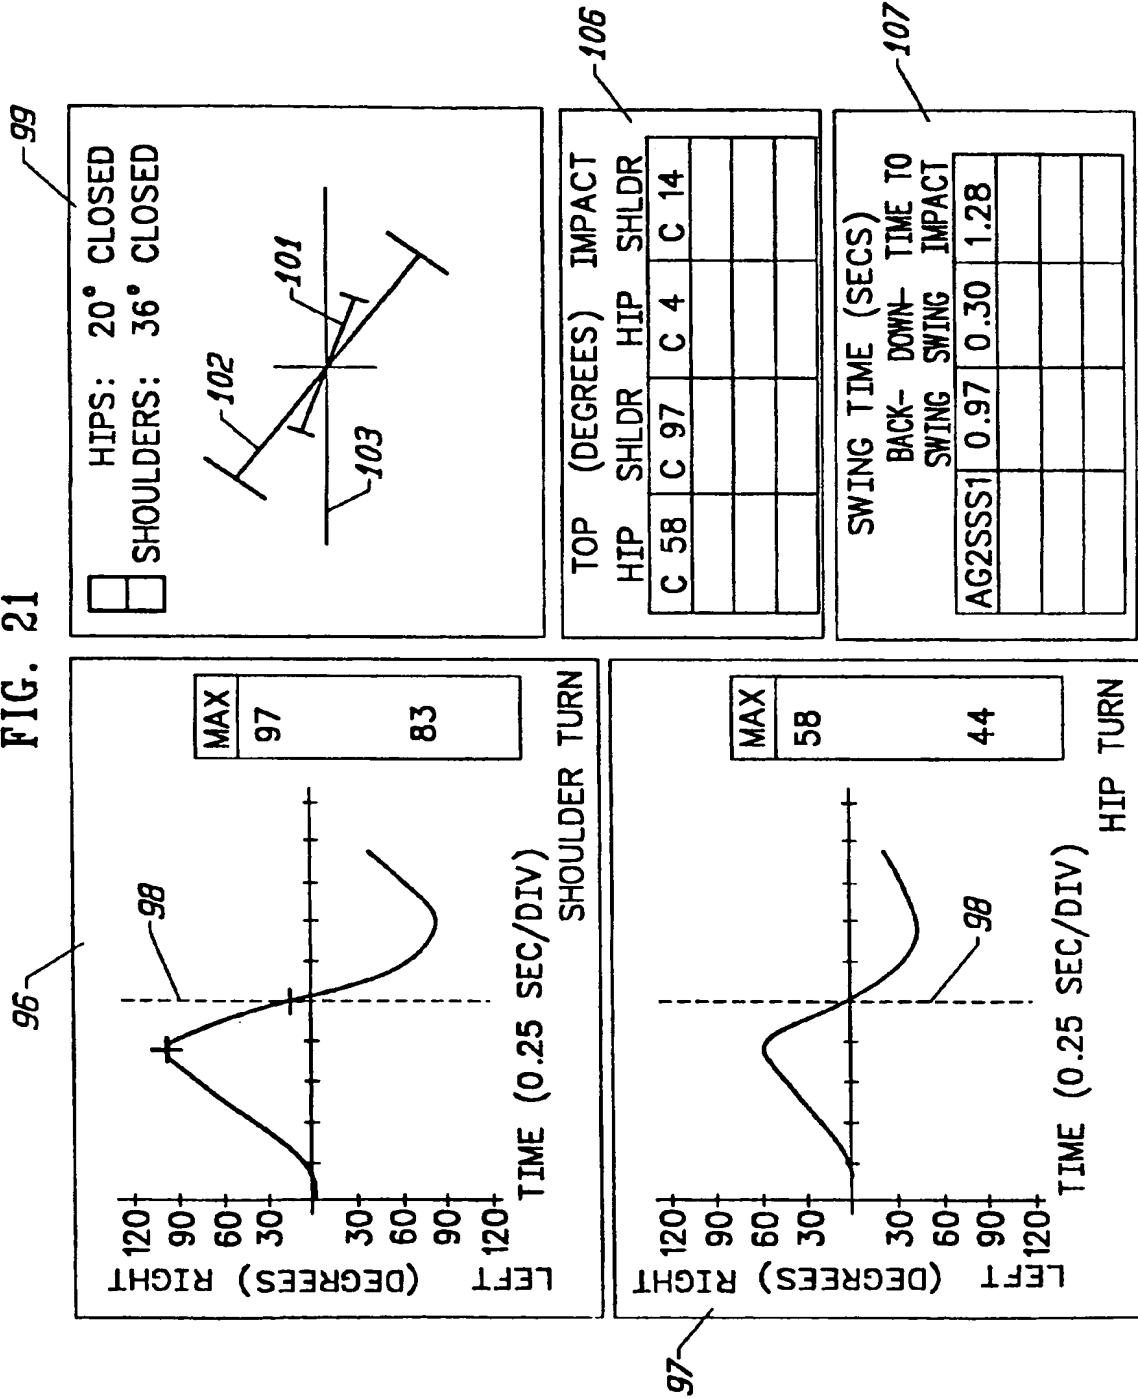 FIG. 21
96
98
120
90
60
30
30
60
90
120
LEFT (DEGREES) RIGHT
MAX
97
83
TIME (0.25 SEC/DIV)
SHOULDER TURN
97
98
120
90
60
30
30
60
90
120
LEFT (DEGREES) RIGHT
MAX
58
44
TIME (0.25 SEC/DIV)
HIP TURN
99
HIPS: 20° CLOSED
SHOULDERS: 36° CLOSED
102
101
103
106
TOP (DEGREES) IMPACT
HIP SHLDR HIP SHLDR
C 58 C 97 C 4 C 14
107
SWING TIME (SECS)
BACK- DOWN- TIME TO
SWING SWING IMPACT
AG2SSS1 0.97 0.30 1.28